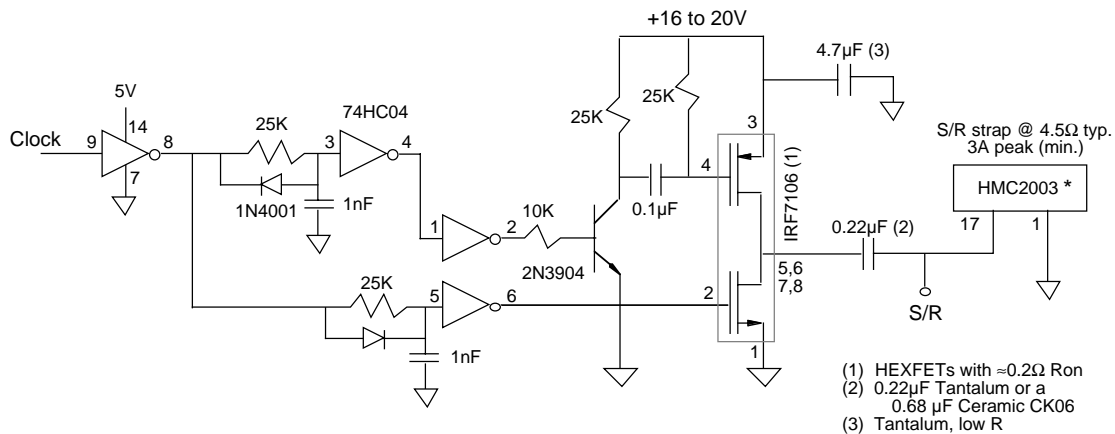 +16 to 20V
4.7µF (3)
5V
74HC04
25K
25K
25K
Clock
9
14
8
7
3
4
1N4001
1nF
3
4
0.1µF
IRF7106 (1)
S/R strap @ 4.5Ω typ.
3A peak (min.)
HMC2003 *
17
1
0.22µF (2)
1
2
10K
2N3904
5,6
7,8
S/R
25K
5
6
2
1nF
1
(1) HEXFETs with ≈0.2Ω Ron
(2) 0.22µF Tantalum or a
0.68 µF Ceramic CK06
(3) Tantalum, low R